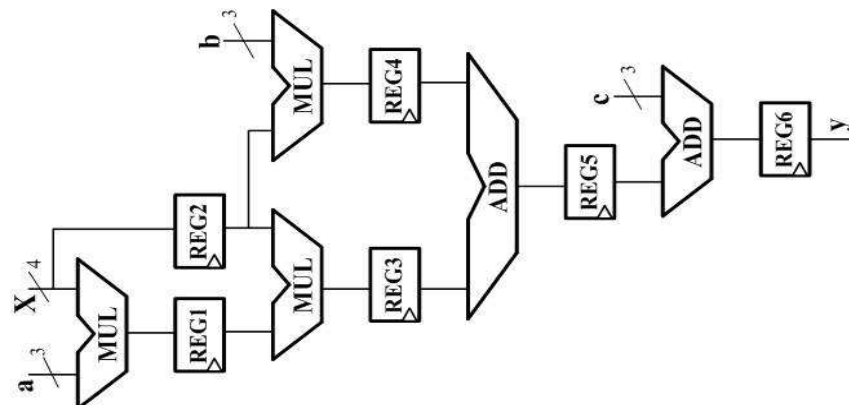 a
3
X
4
MUL
REG1
REG2
b
3
MUL
MUL
REG3
REG4
ADD
REG5
c
3
ADD
REG6
y